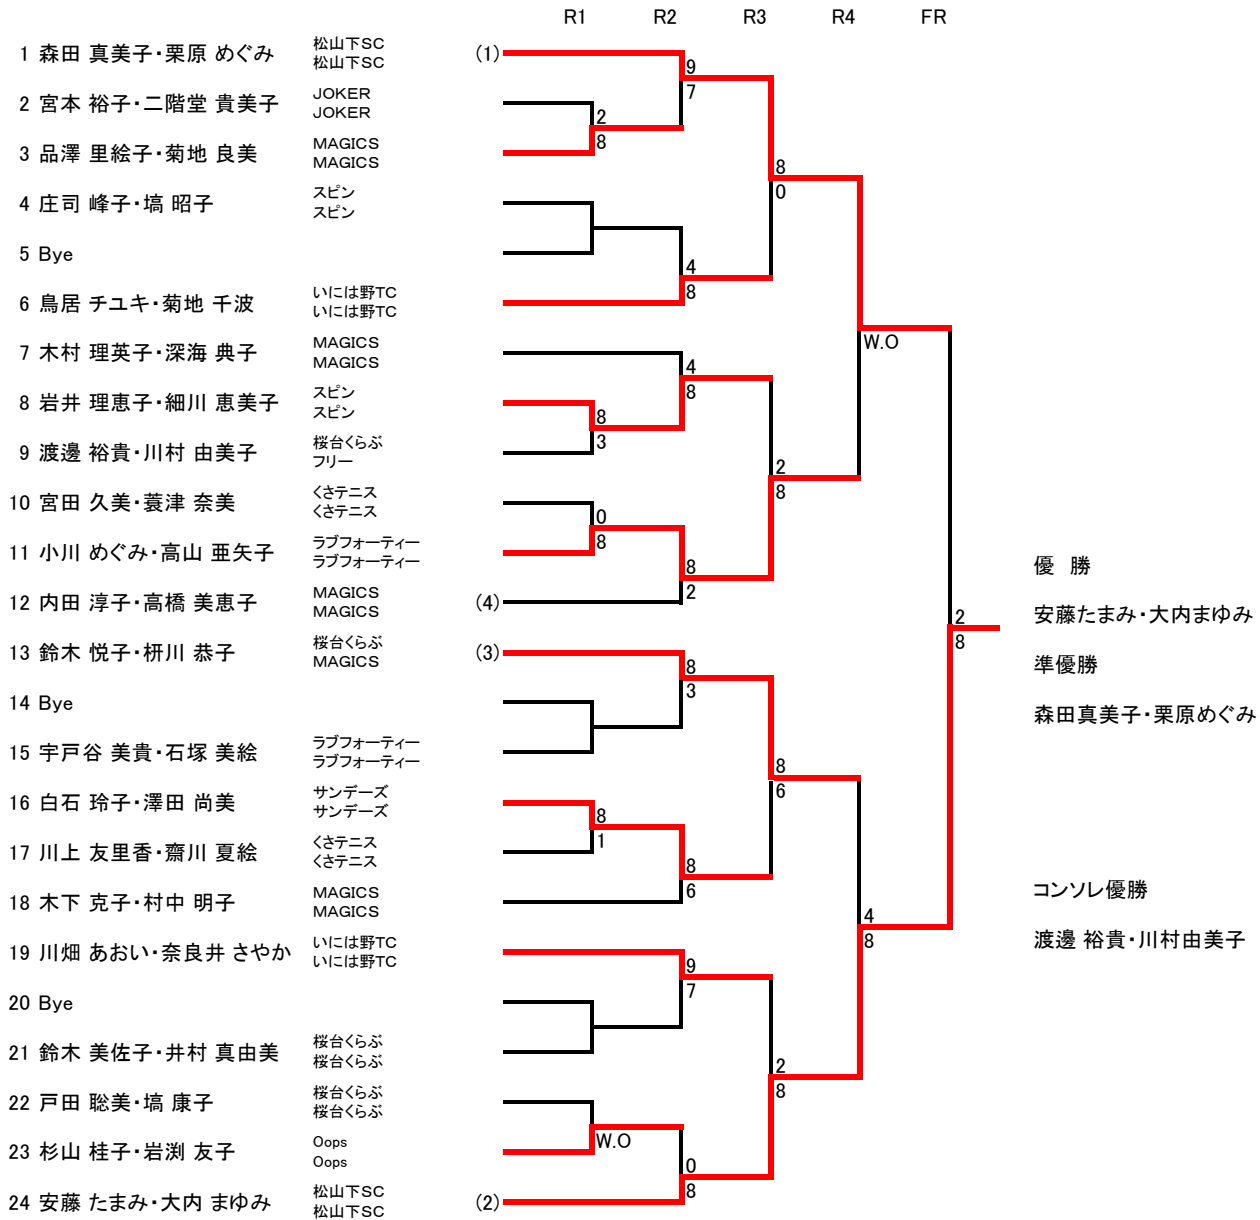 R1 R2 R3 R4 FR
1 森田 真美子・栗原 めぐみ 松山下SC 松山下SC (1)
9
7
2 宮本 裕子・二階堂 貴美子 JOKER JOKER
2
8
3 品澤 里絵子・菊地 良美 MAGICS MAGICS
8
0
4 庄司 峰子・塙 昭子 スピン スピン
5 Bye
4
8
6 鳥居 チユキ・菊地 千波 いには野TC いには野TC
W.O
7 木村 理英子・深海 典子 MAGICS MAGICS
4
8
8 岩井 理恵子・細川 恵美子 スピン スピン
8
3
9 渡邊 裕貴・川村 由美子 桜台くらぶ フリー
2
8
10 宮田 久美・蓑津 奈美 くさテニス くさテニス
0
8
11 小川 めぐみ・高山 亜矢子 ラブフォーティー ラブフォーティー
8
2
優 勝
12 内田 淳子・高橋 美恵子 MAGICS MAGICS (4)
2
8
安藤たまみ・大内まゆみ
13 鈴木 悦子・枡川 恭子 桜台くらぶ MAGICS (3)
8
3
準優勝
14 Bye
森田真美子・栗原めぐみ
15 宇戸谷 美貴・石塚 美絵 ラブフォーティー ラブフォーティー
8
6
16 白石 玲子・澤田 尚美 サンデーズ サンデーズ
8
1
17 川上 友里香・齋川 夏絵 くさテニス くさテニス
8
6
コンソレ優勝
18 木下 克子・村中 明子 MAGICS MAGICS
4
8
渡邊 裕貴・川村由美子
19 川畑 あおい・奈良井 さやか いには野TC いには野TC
9
7
20 Bye
21 鈴木 美佐子・井村 真由美 桜台くらぶ 桜台くらぶ
2
8
22 戸田 聡美・塙 康子 桜台くらぶ 桜台くらぶ
W.O
23 杉山 桂子・岩渕 友子 Oops Oops
0
8
24 安藤 たまみ・大内 まゆみ 松山下SC 松山下SC (2)